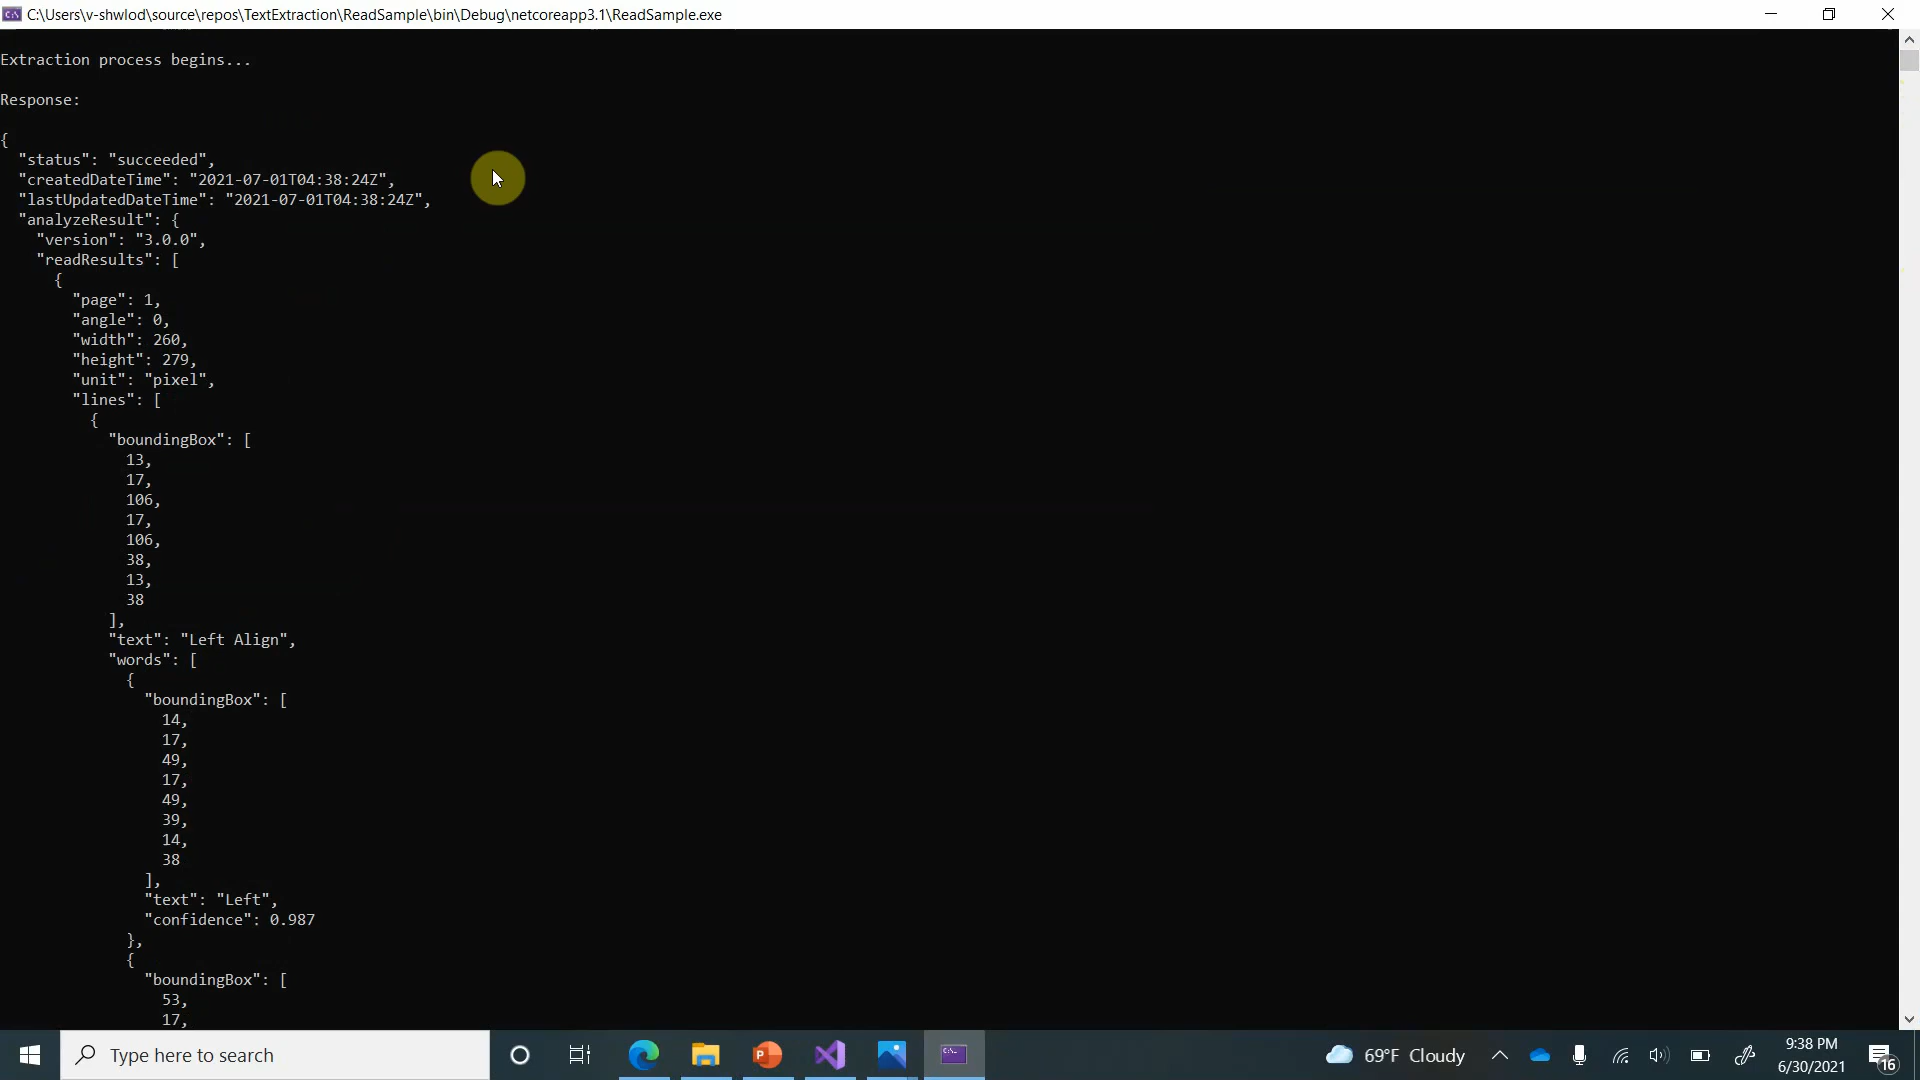 C:\Users\v-shwlod\source\repos\TextExtraction\ReadSample\bin\Debug\netcoreapp3.1\ReadSample.exe
Extraction process begins...
Response:
{
"status": "succeeded",
"createdDateTime": "2021-07-01T04:38:24Z",
"lastUpdatedDateTime": "2021-07-01T04:38:24Z",
"analyzeResult": {
"version": "3.0.0",
"readResults": [
{
"page": 1,
"angle": 0,
"width": 260,
"height": 279,
"unit": "pixel",
"lines": [
{
"boundingBox": [
13,
17,
106,
17,
106,
38,
13,
38
],
"text": "Left Align",
"words": [
{
"boundingBox": [
14,
17,
49,
17,
49,
39,
14,
38
],
"text": "Left",
"confidence": 0.987
},
{
"boundingBox": [
53,
17,
Type here to search
69°F Cloudy
9:38 PM
6/30/2021
16